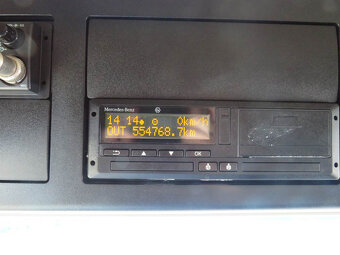 Mercedes-Benz
14 14 0km/h
OUT 554768.7km
OK